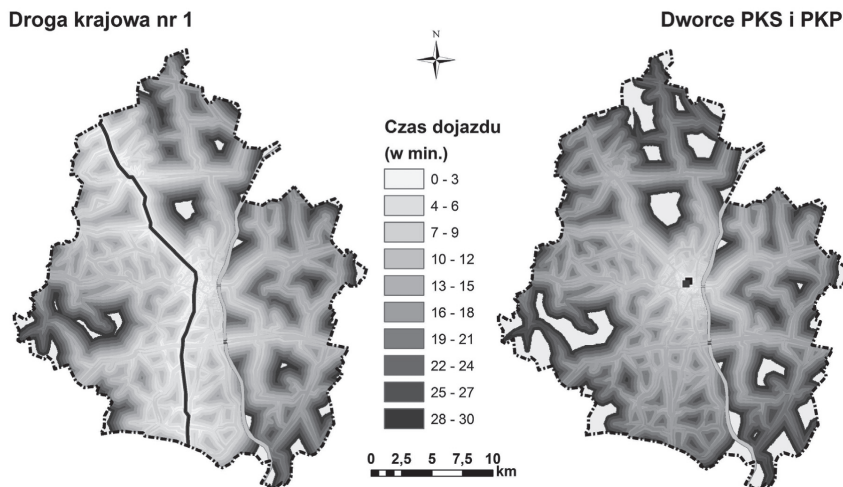 Droga krajowa nr 1
Dworce PKS i PKP
N
Czas dojazdu
(w min.)
0 - 3
4 - 6
7 - 9
10 - 12
13 - 15
16 - 18
19 - 21
22 - 24
25 - 27
28 - 30
0 2,5 5 7,5 10
km